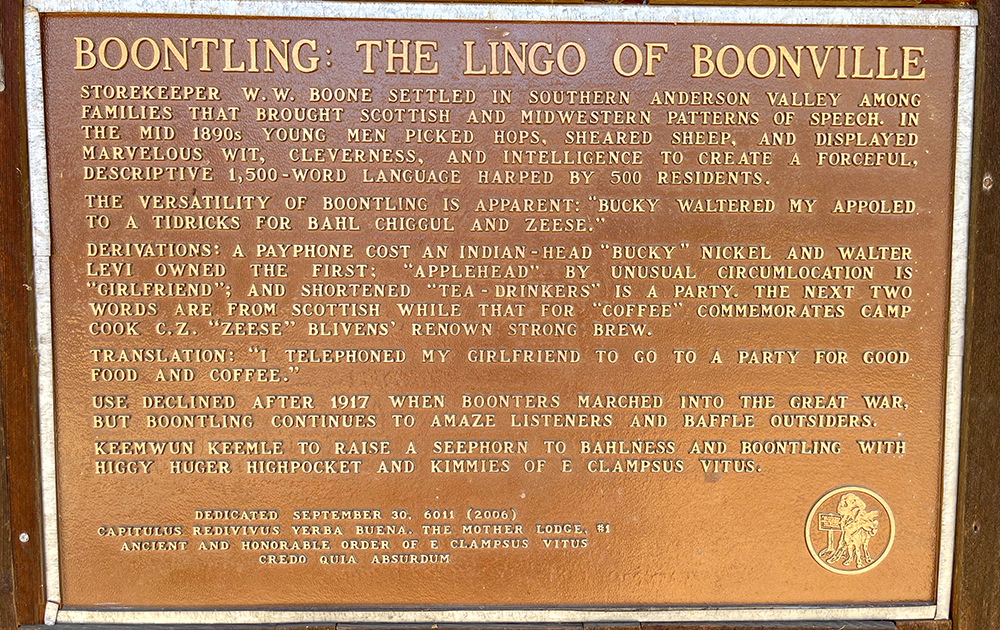 BOONTLING: THE LINGO OF BOONVILLE
STOREKEEPER W.W. BOONE SETTLED IN SOUTHERN ANDERSON VALLEY AMONG
FAMILIES THAT BROUGHT SCOTTISH AND MIDWESTERN PATTERNS OF SPEECH. IN
THE MID 1890s YOUNG MEN PICKED HOPS, SHEARED SHEEP, AND DISPLAYED
MARVELOUS WIT, CLEVERNESS, AND INTELLIGENCE TO CREATE A FORCEFUL,
DESCRIPTIVE 1,500-WORD LANGUAGE HARPED BY 500 RESIDENTS.
THE VERSATILITY OF BOONTLING IS APPARENT: "BUCKY WALTERED MY APPOLED
TO A TIDRICKS FOR BAHL CHIGGUL AND ZEESE."
DERIVATIONS: A PAYPHONE COST AN INDIAN-HEAD "BUCKY" NICKEL AND WALTER
LEVI OWNED THE FIRST; "APPLEHEAD" BY UNUSUAL CIRCUMLOCATION IS
"GIRLFRIEND"; AND SHORTENED "TEA-DRINKERS" IS A PARTY. THE NEXT TWO
WORDS ARE FROM SCOTTISH WHILE THAT FOR "COFFEE" COMMEMORATES CAMP
COOK C.Z. "ZEESE" BLIVENS' RENOWN STRONG BREW.
TRANSLATION: "I TELEPHONED MY GIRLFRIEND TO GO TO A PARTY FOR GOOD
FOOD AND COFFEE."
USE DECLINED AFTER 1917 WHEN BOONTERS MARCHED INTO THE GREAT WAR,
BUT BOONTLING CONTINUES TO AMAZE LISTENERS AND BAFFLE OUTSIDERS.
KEEMWUN KEEMLE TO RAISE A SEEPHORN TO BAHLNESS AND BOONTLING WITH
HIGGY HUGER HIGHPOCKET AND KIMMIES OF E CLAMPSUS VITUS.
DEDICATED SEPTEMBER 30, 6011 (2006)
CAPITULUS REDIVIVUS YERBA BUENA, THE MOTHER LODGE, #1
ANCIENT AND HONORABLE ORDER OF E CLAMPSUS VITUS
CREDO QUIA ABSURDUM